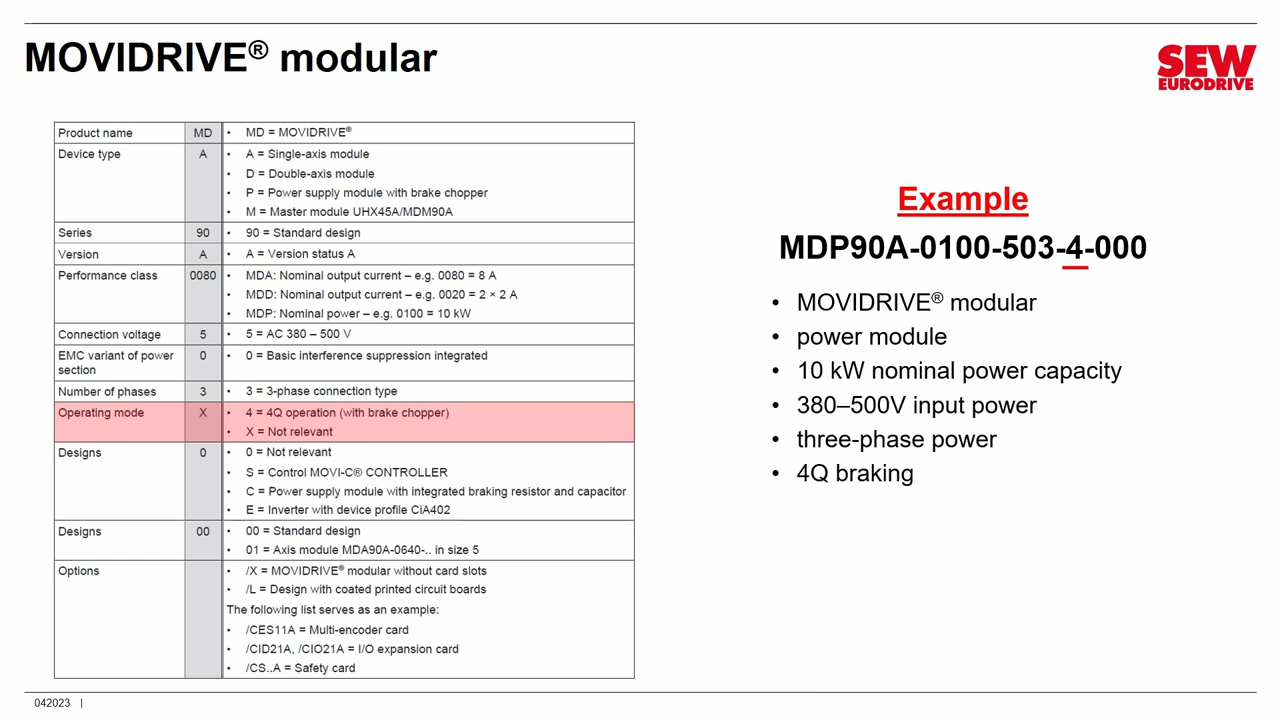 MOVIDRIVE® modular
SEW
EURODRIVE
Product name MD • MD = MOVIDRIVE®
Device type A • A = Single-axis module
• D = Double-axis module
• P = Power supply module with brake chopper
• M = Master module UHX45A/MDM90A
Series 90 • 90 = Standard design
Version A • A = Version status A
Performance class 0080 • MDA: Nominal output current – e.g. 0080 = 8 A
• MDD: Nominal output current – e.g. 0020 = 2 × 2 A
• MDP: Nominal power – e.g. 0100 = 10 kW
Connection voltage 5 • 5 = AC 380 – 500 V
EMC variant of power 0 • 0 = Basic interference suppression integrated
section
Number of phases 3 • 3 = 3-phase connection type
Operating mode X • 4 = 4Q operation (with brake chopper)
• X = Not relevant
Designs 0 • 0 = Not relevant
• S = Control MOVI-C® CONTROLLER
• C = Power supply module with integrated braking resistor and capacitor
• E = Inverter with device profile CiA402
Designs 00 • 00 = Standard design
• 01 = Axis module MDA90A-0640-.. in size 5
Options • /X = MOVIDRIVE® modular without card slots
• /L = Design with coated printed circuit boards
The following list serves as an example:
• /CES11A = Multi-encoder card
• /CID21A, /CIO21A = I/O expansion card
• /CS..A = Safety card
Example
MDP90A-0100-503-4-000
• MOVIDRIVE® modular
• power module
• 10 kW nominal power capacity
• 380–500V input power
• three-phase power
• 4Q braking
042023 |